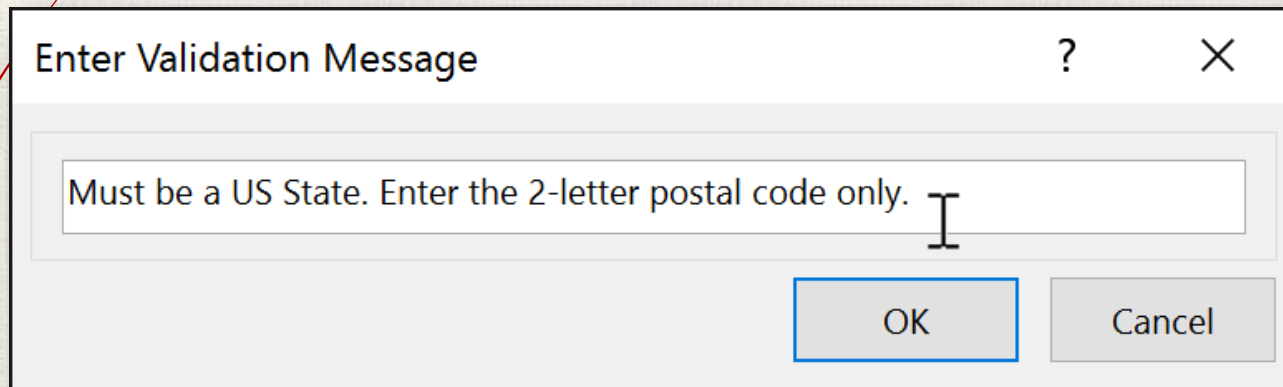 Enter Validation Message ?
Must be a US State. Enter the 2-letter postal code only.
OK Cancel